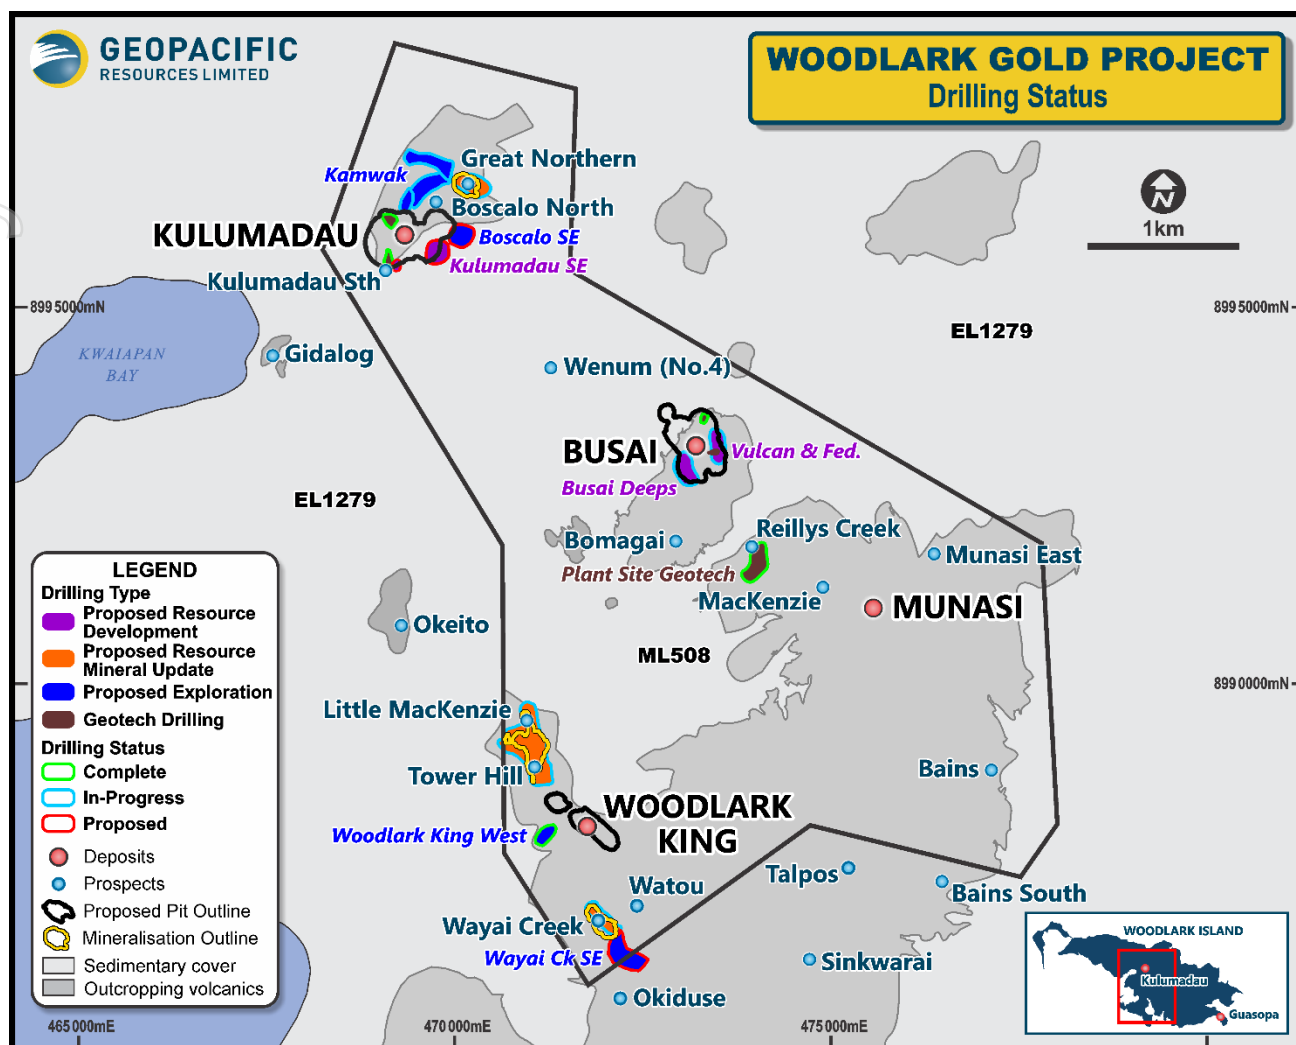 GEOPACIFIC
RESOURCES LIMITED
WOODLARK GOLD PROJECT
Drilling Status
Great Northern
Kamwak
Boscalo North
KULUMADAU
Boscalo SE
Kulumadau SE
Kulumadau Sth
N
1km
899 5000mN
899 5000mN
EL1279
KWAIAPAN
BAY
Gidalog
Wenum (No.4)
BUSAI
Vulcan & Fed.
Busai Deeps
EL1279
Reillys Creek
Bomagai
Munasi East
Plant Site Geotech
MacKenzie
MUNASI
Okeito
ML508
899 0000mN
Little MacKenzie
Tower Hill
Bains
WOODLARK
KING
Woodlark King West
Talpos
Watou
Bains South
Wayai Creek
Wayai Ck SE
Sinkwarai
Okiduse
LEGEND
Drilling Type
Proposed Resource
Development
Proposed Resource
Mineral Update
Proposed Exploration
Geotech Drilling
Drilling Status
Complete
In-Progress
Proposed
Deposits
Prospects
Proposed Pit Outline
Mineralisation Outline
Sedimentary cover
Outcropping volcanics
WOODLARK ISLAND
Kulumadau
Guasopa
465 000mE
470 000mE
475 000mE